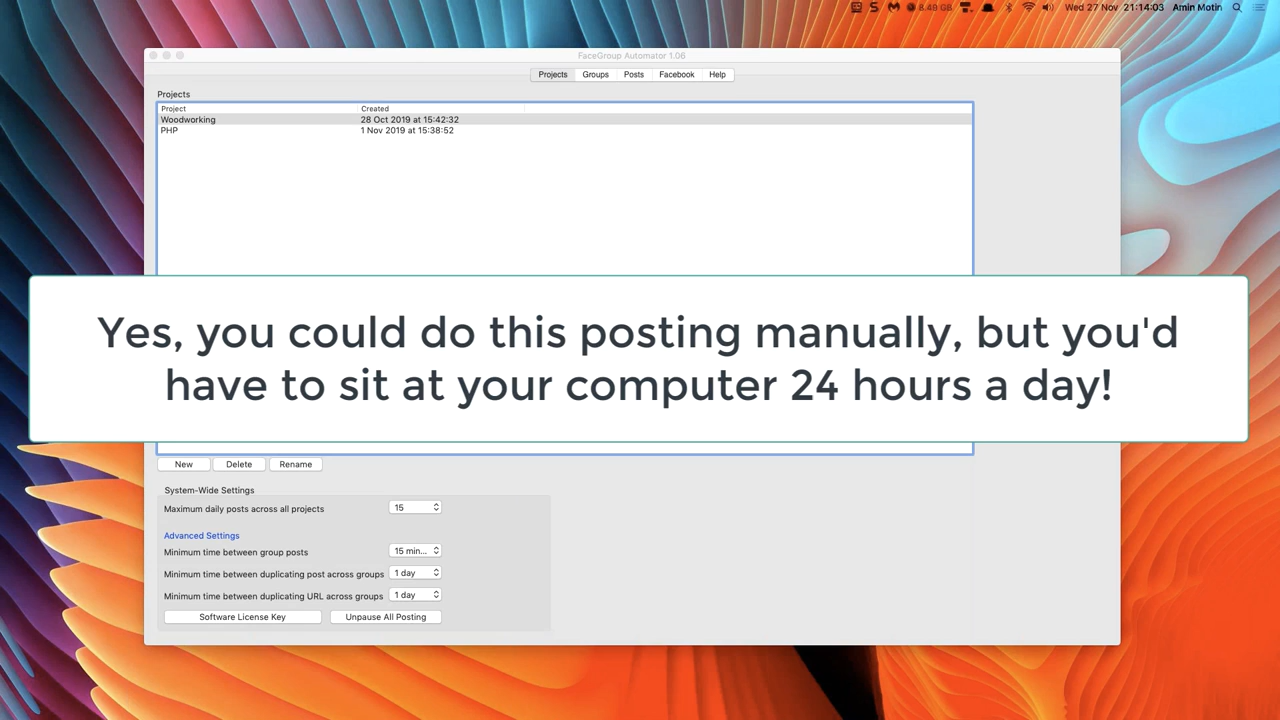 8.49 GB Wed 27 Nov 21:14:03 Amin Motin
FaceGroup Automator 1.06
Projects Groups Posts Facebook Help
Projects
Project Created
Woodworking 28 Oct 2019 at 15:42:32
PHP 1 Nov 2019 at 15:38:52
Yes, you could do this posting manually, but you'd
have to sit at your computer 24 hours a day!
New Delete Rename
System-Wide Settings
Maximum daily posts across all projects 15
Advanced Settings
Minimum time between group posts 15 min...
Minimum time between duplicating post across groups 1 day
Minimum time between duplicating URL across groups 1 day
Software License Key Unpause All Posting